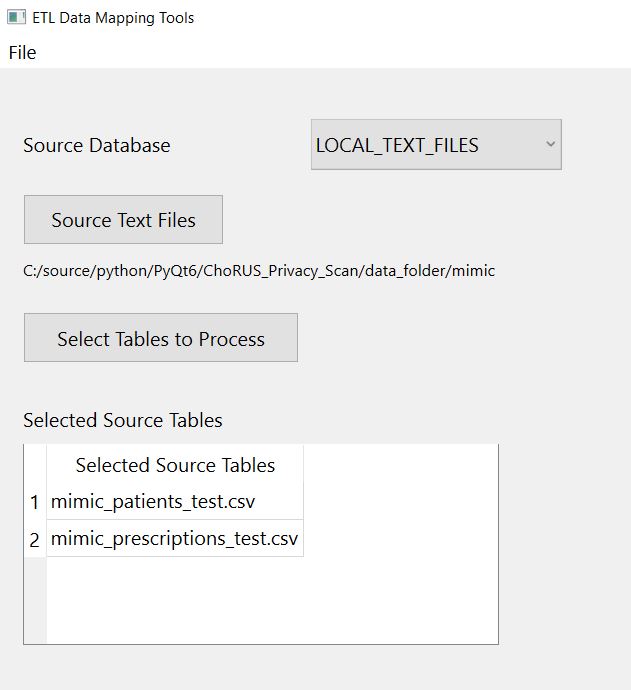 ETL Data Mapping Tools
File
Source Database
LOCAL_TEXT_FILES
Source Text Files
C:/source/python/PyQt6/ChoRUS_Privacy_Scan/data_folder/mimic
Select Tables to Process
Selected Source Tables
Selected Source Tables
1 mimic_patients_test.csv
2 mimic_prescriptions_test.csv